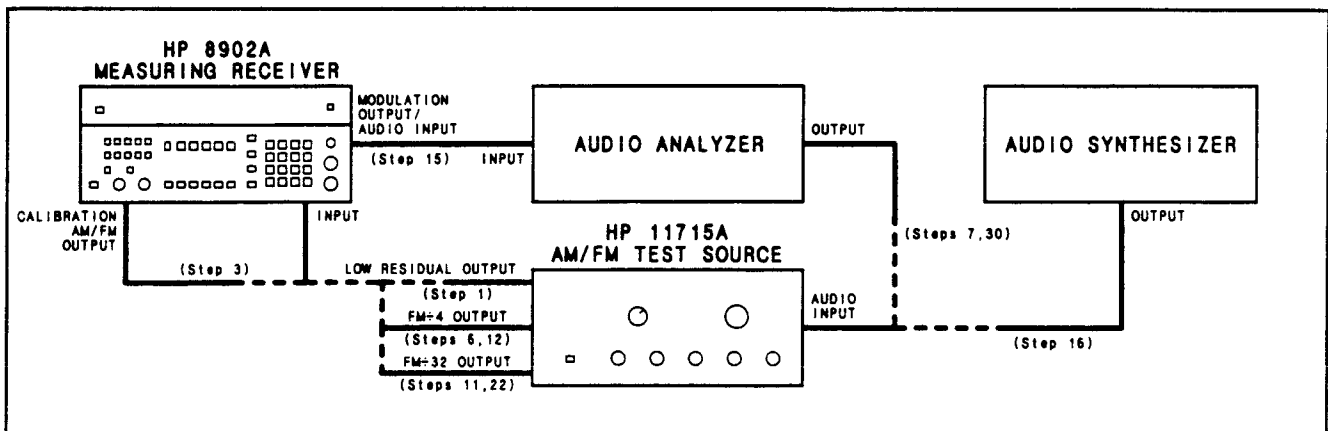 HP 8902A
MEASURING RECEIVER
MODULATION
OUTPUT/
AUDIO INPUT
(Step 15)
INPUT
AUDIO ANALYZER
OUTPUT
AUDIO SYNTHESIZER
CALIBRATION
AM/FM
OUTPUT
INPUT
OUTPUT
(Steps 7,30)
HP 11715A
AM/FM TEST SOURCE
(Step 3)
LOW RESIDUAL OUTPUT
(Step 1)
FM÷4 OUTPUT
(Steps 6,12)
FM÷32 OUTPUT
(Steps 11,22)
AUDIO
INPUT
(Step 16)